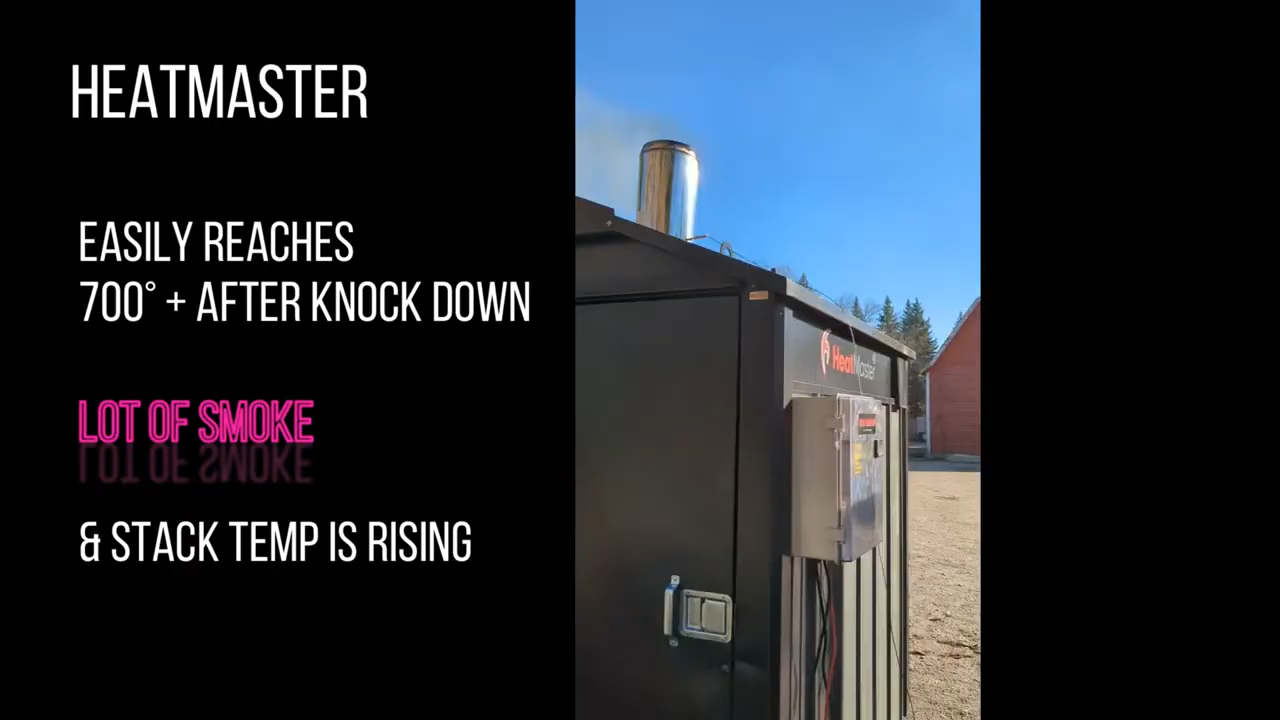 HEATMASTER
EASILY REACHES
700° + AFTER KNOCK DOWN
LOT OF SMOKE
& STACK TEMP IS RISING
HeatMaster